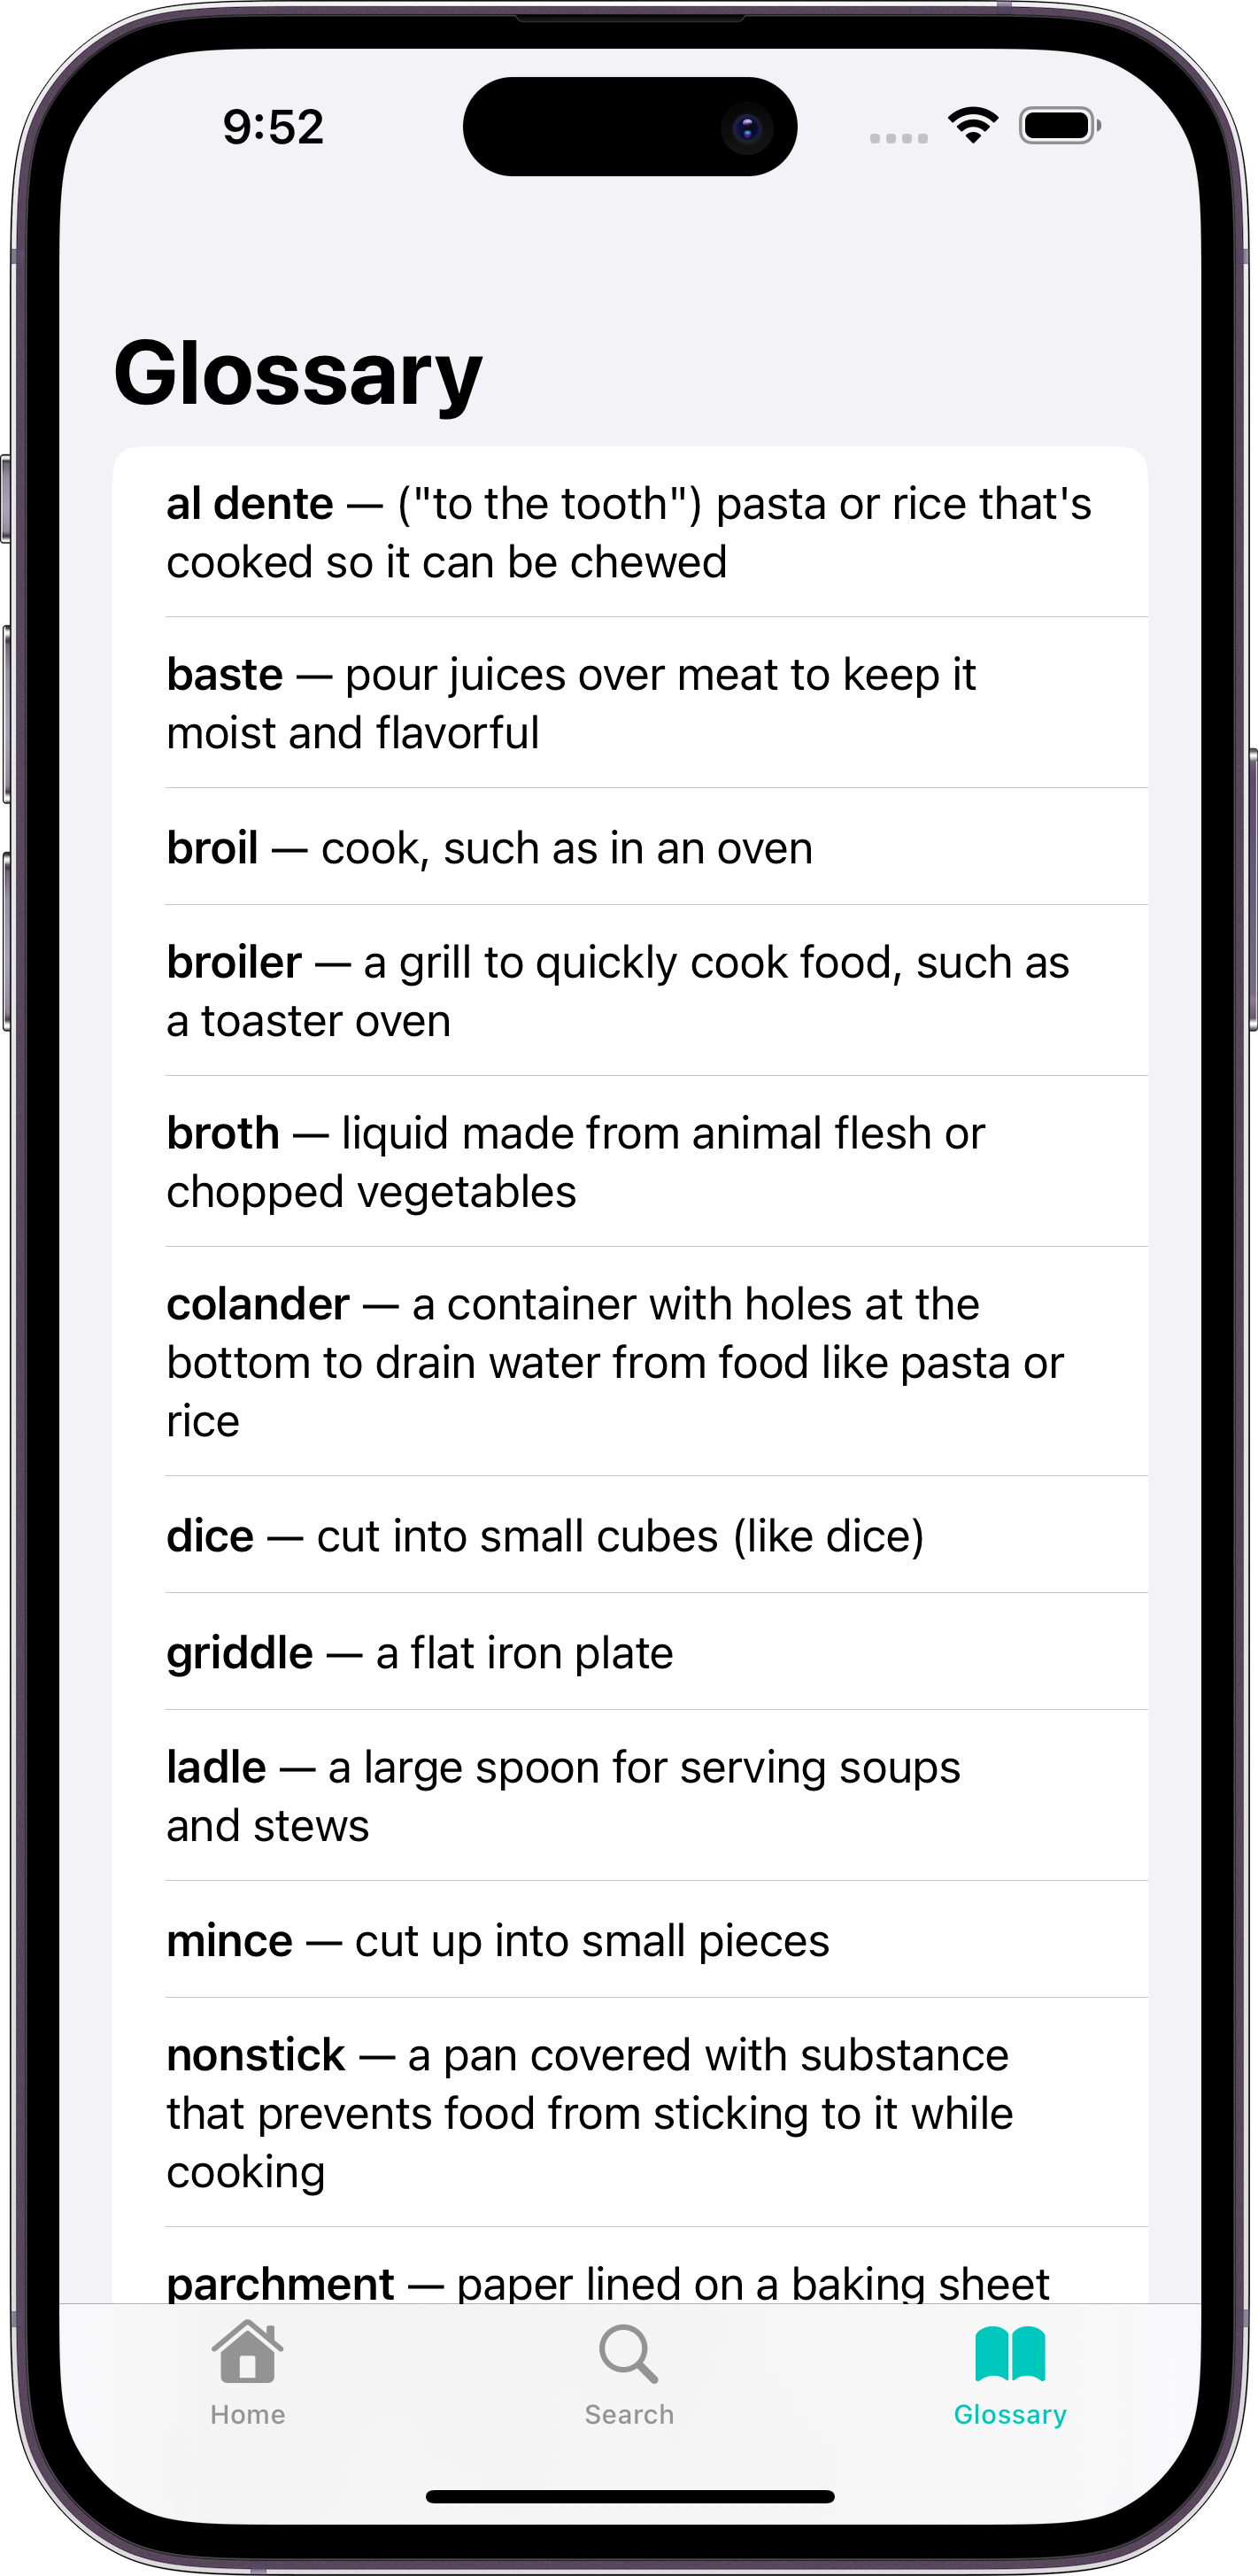 9:52
Glossary
al dente — ("to the tooth") pasta or rice that's
cooked so it can be chewed
baste — pour juices over meat to keep it
moist and flavorful
broil — cook, such as in an oven
broiler — a grill to quickly cook food, such as
a toaster oven
broth — liquid made from animal flesh or
chopped vegetables
colander — a container with holes at the
bottom to drain water from food like pasta or
rice
dice — cut into small cubes (like dice)
griddle — a flat iron plate
ladle — a large spoon for serving soups
and stews
mince — cut up into small pieces
nonstick — a pan covered with substance
that prevents food from sticking to it while
cooking
parchment — paper lined on a baking sheet
Home
Search
Glossary